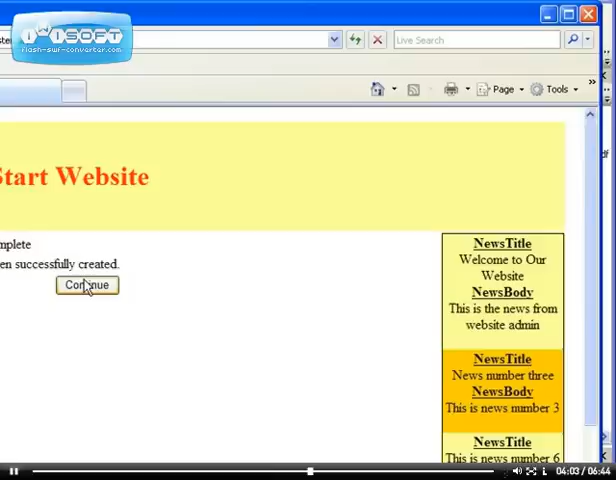 iWiSOFT
flash-swf-converter.com
Live Search
Page
Tools
Start Website
mplete
en successfully created.
Continue
NewsTitle
Welcome to Our
Website
NewsBody
This is the news from
website admin
NewsTitle
News number three
NewsBody
This is news number 3
NewsTitle
This is news number 6
04:03 / 06:44